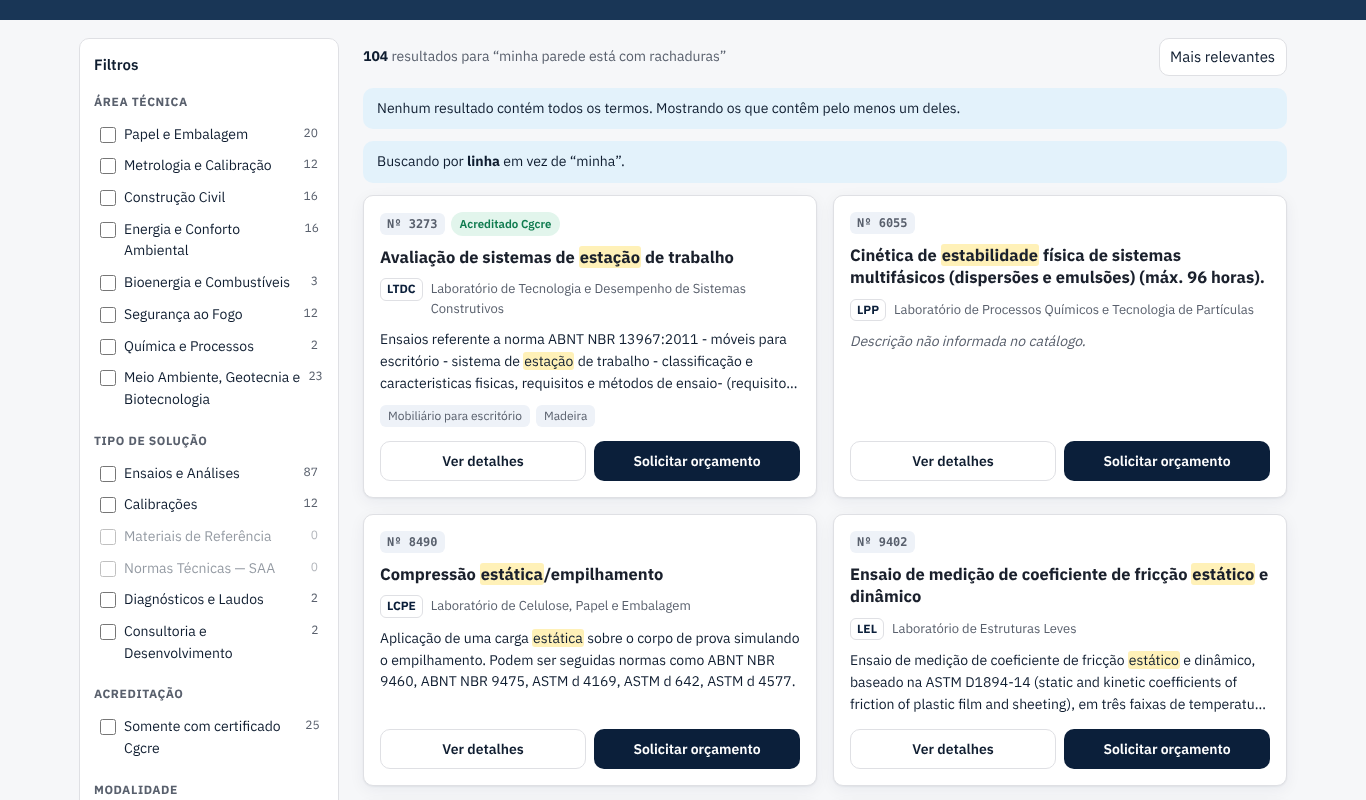 Filtros
ÁREA TÉCNICA
Papel e Embalagem 20
Metrologia e Calibração 12
Construção Civil 16
Energia e Conforto 16
Ambiental
Bioenergia e Combustíveis 3
Segurança ao Fogo 12
Química e Processos 2
Meio Ambiente, Geotecnia e 23
Biotecnologia
TIPO DE SOLUÇÃO
Ensaios e Análises 87
Calibrações 12
Materiais de Referência 0
Normas Técnicas — SAA 0
Diagnósticos e Laudos 2
Consultoria e 2
Desenvolvimento
ACREDITAÇÃO
Somente com certificado 25
Cgcre
MODALIDADE
104 resultados para “minha parede está com rachaduras”
Mais relevantes
Nenhum resultado contém todos os termos. Mostrando os que contêm pelo menos um deles.
Buscando por linha em vez de “minha”.
Nº 3273 Acreditado Cgcre
Avaliação de sistemas de estação de trabalho
LTDC Laboratório de Tecnologia e Desempenho de Sistemas
Construtivos
Ensaios referente a norma ABNT NBR 13967:2011 - móveis para
escritório - sistema de estação de trabalho - classificação e
caracteristicas fisicas, requisitos e métodos de ensaio- (requisito...
Mobiliário para escritório Madeira
Ver detalhes Solicitar orçamento
Nº 6055
Cinética de estabilidade física de sistemas
multifásicos (dispersões e emulsões) (máx. 96 horas).
LPP Laboratório de Processos Químicos e Tecnologia de Partículas
Descrição não informada no catálogo.
Ver detalhes Solicitar orçamento
Nº 8490
Compressão estática/empilhamento
LCPE Laboratório de Celulose, Papel e Embalagem
Aplicação de uma carga estática sobre o corpo de prova simulando
o empilhamento. Podem ser seguidas normas como ABNT NBR
9460, ABNT NBR 9475, ASTM d 4169, ASTM d 642, ASTM d 4577.
Ver detalhes Solicitar orçamento
Nº 9402
Ensaio de medição de coeficiente de fricção estático e
dinâmico
LEL Laboratório de Estruturas Leves
Ensaio de medição de coeficiente de fricção estático e dinâmico,
baseado na ASTM D1894-14 (static and kinetic coefficients of
friction of plastic film and sheeting), em três faixas de temperatu...
Ver detalhes Solicitar orçamento